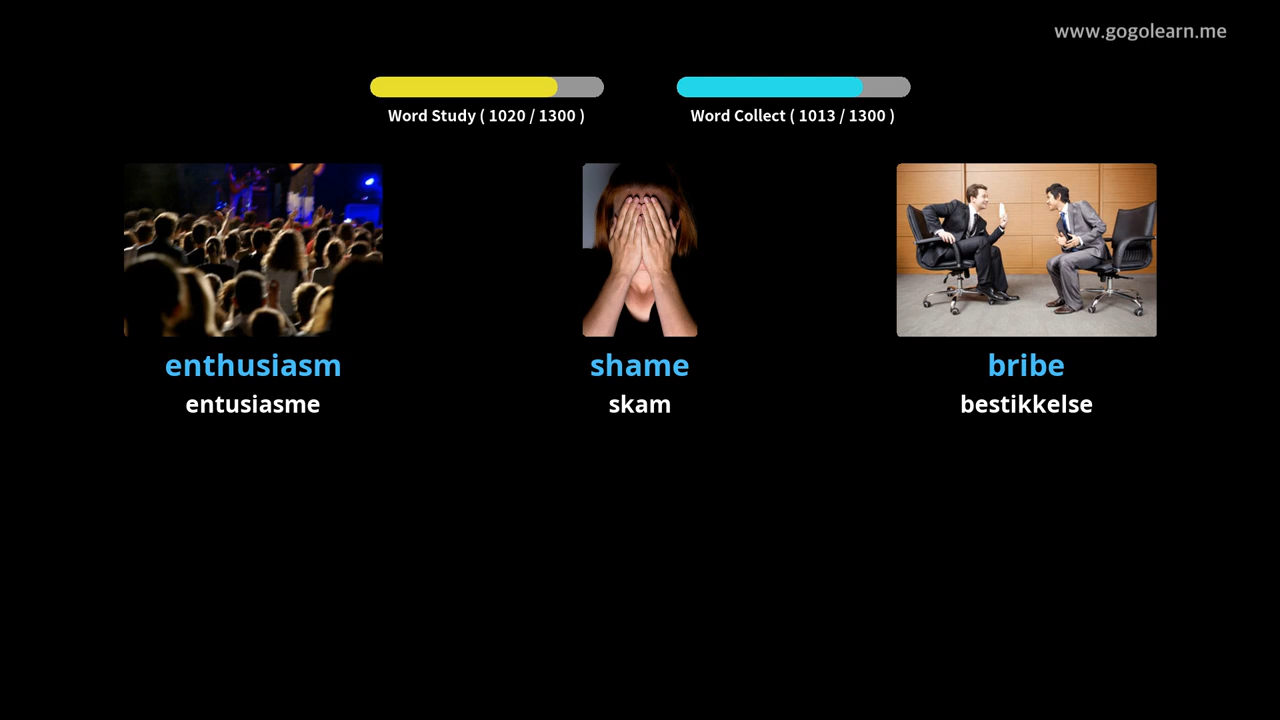 www.gogolearn.me
Word Study ( 1020 / 1300 )
Word Collect ( 1013 / 1300 )
enthusiasm
entusiasme
shame
skam
bribe
bestikkelse